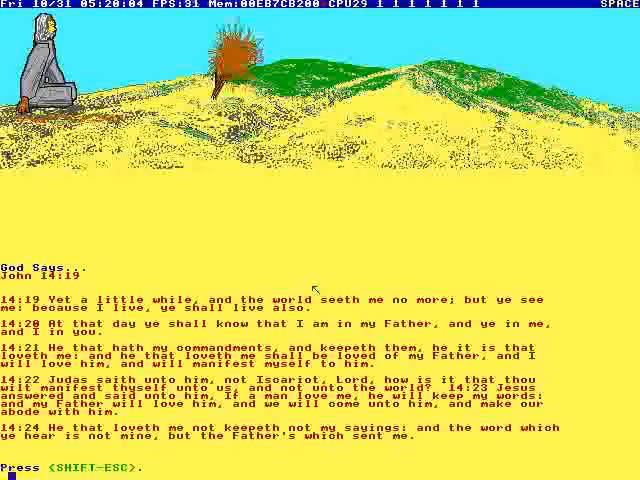 Fri 10/31 05:20:04 FPS:31 Mem:00EB7CB200 CPU29 1 1 1 1 1 1 1 SPACE
God Says...
John 14:19
14:19 Yet a little while, and the world seeth me no more; but ye see
me: because I live, ye shall live also.
14:20 At that day ye shall know that I am in my Father, and ye in me,
and I in you.
14:21 He that hath my commandments, and keepeth them, he it is that
loveth me: and he that loveth me shall be loved of my Father, and I
will love him, and will manifest myself to him.
14:22 Judas saith unto him, not Iscariot, Lord, how is it that thou
wilt manifest thyself unto us, and not unto the world? 14:23 Jesus
answered and said unto him, If a man love me, he will keep my words:
and my Father will love him, and we will come unto him, and make our
abode with him.
14:24 He that loveth me not keepeth not my sayings: and the word which
ye hear is not mine, but the Father's which sent me.
Press <SHIFT-ESC>.